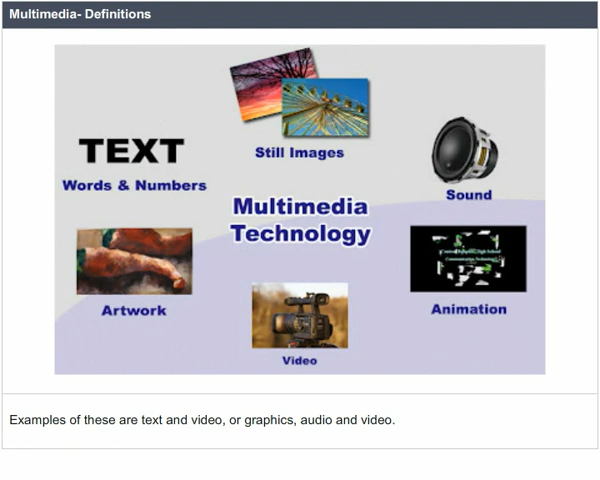 Multimedia- Definitions
TEXT
Words & Numbers
Still Images
Sound
Multimedia
Technology
Artwork
Video
Animation
Examples of these are text and video, or graphics, audio and video.